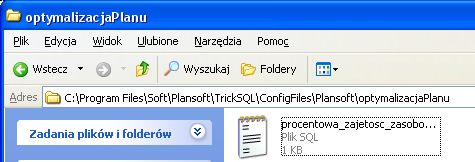 optymalizacjaPlanu
Plik Edycja Widok Ulubione Narzędzia Pomoc
Wstecz Wyszukaj Foldery
Adres C:\Program Files\Soft\Plansoft\TrickSQL\ConfigFiles\Plansoft\optymalizacjaPlanu
Zadania plików i folderów
procentowa_zajetosc_zasobo...
Plik SQL
1 KB